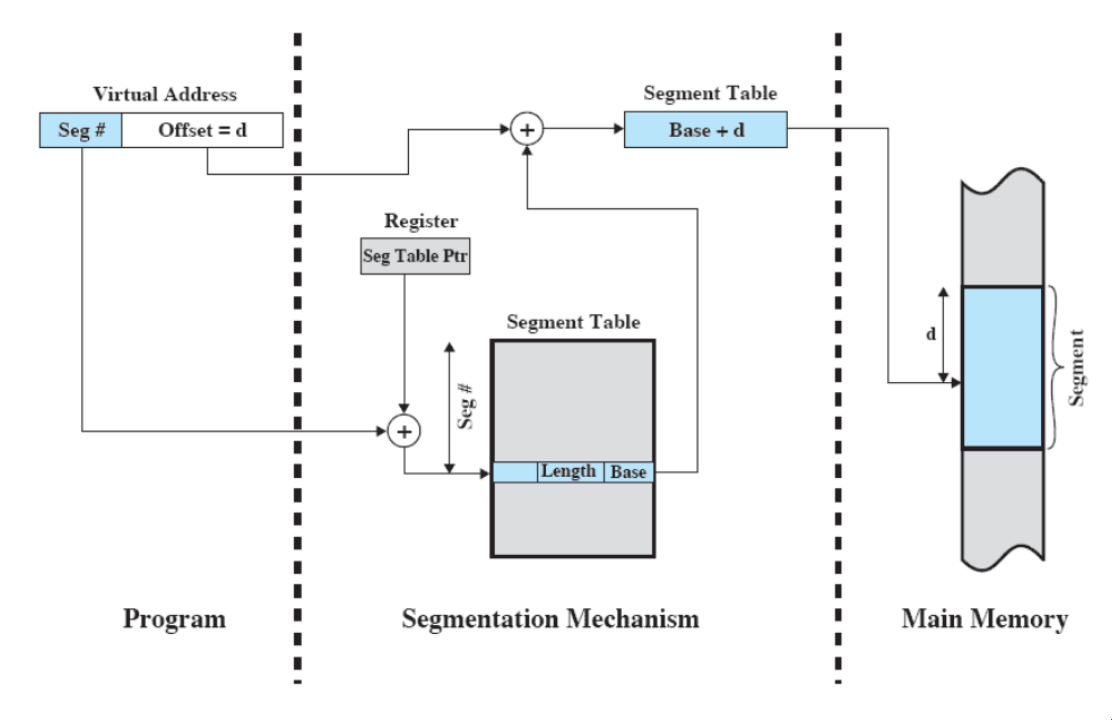 Virtual Address
Seg #
Offset = d
Segment Table
Base + d
Register
Seg Table Ptr
Segment Table
Seg #
Length
Base
d
Segment
Program
Segmentation Mechanism
Main Memory
+
+